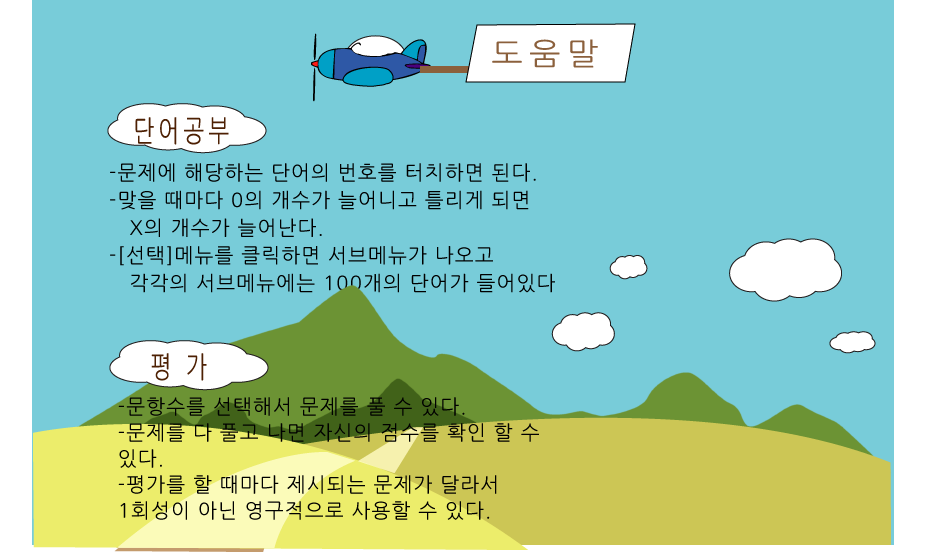 도움말
단어공부
-문제에 해당하는 단어의 번호를 터치하면 된다.
-맞을 때마다 O의 개수가 늘어니고 틀리게 되면
X의 개수가 늘어난다.
-[선택]메뉴를 클릭하면 서브메뉴가 나오고
각각의 서브메뉴에는 100개의 단어가 들어있다
평 가
-문항수를 선택해서 문제를 풀 수 있다.
-문제를 다 풀고 나면 자신의 점수를 확인 할 수
있다.
-평가를 할 때마다 제시되는 문제가 달라서
1회성이 아닌 영구적으로 사용할 수 있다.